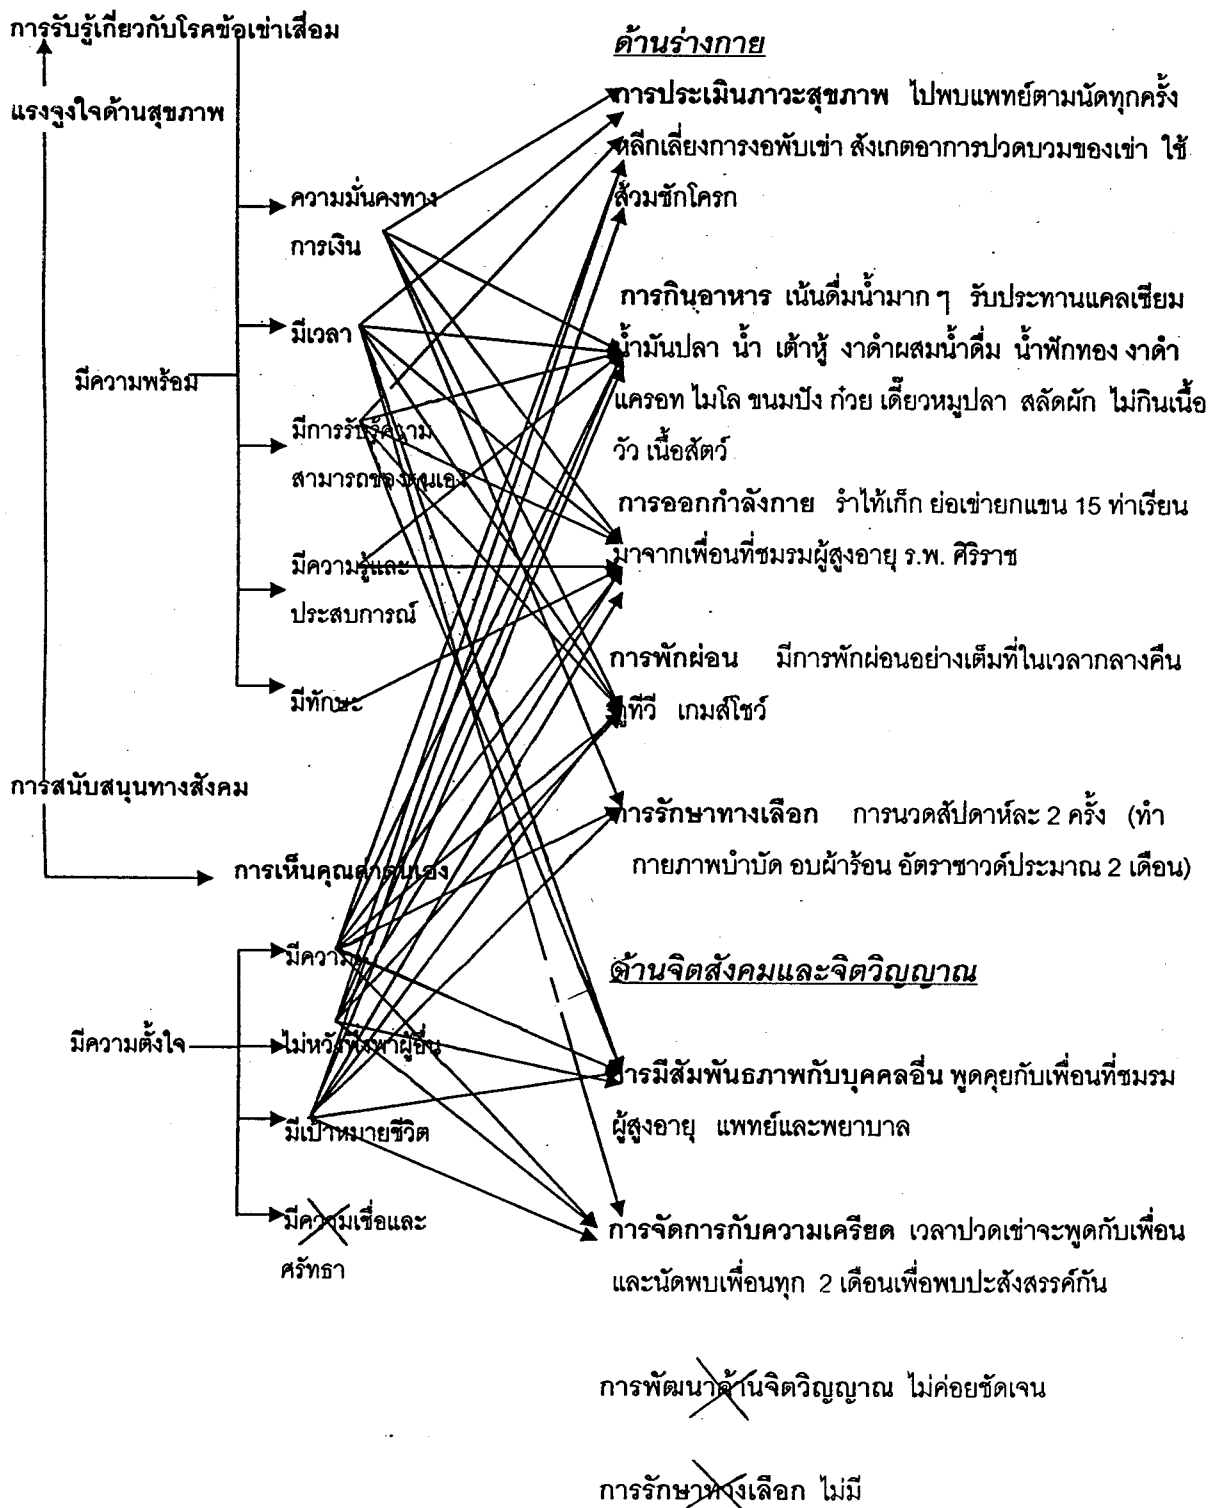 การรับรู้เกี่ยวกับโรคข้อเข่าเสื่อม
แรงจูงใจด้านสุขภาพ
มีความพร้อม
ความมั่นคงทาง
การเงิน
มีเวลา
มีการรับรู้ความ
สามารถของตนเอง
มีความรู้และ
ประสบการณ์
มีทักษะ
การสนับสนุนทางสังคม
การเห็นคุณค่าตนเอง
มีความตั้งใจ
มีความ
ไม่หวังพึ่งพาผู้อื่น
มีเป้าหมายชีวิต
มีความเชื่อและ
ศรัทธา
ด้านร่างกาย
การประเมินภาวะสุขภาพ ไปพบแพทย์ตามนัดทุกครั้ง
หลีกเลี่ยงการงอพับเข่า สังเกตอาการปวดบวมของเข่า ใช้
ส้วมชักโครก
การกินอาหาร เน้นดื่มน้ำมาก ๆ รับประทานแคลเซียม
น้ำมันปลา น้ำ เต้าหู้ งาดำผสมน้ำดื่ม น้ำฟักทอง งาดำ
แครอท ไมโล ขนมปัง ก๋วย เตี๊ยวหมูปลา สลัดผัก ไม่กินเนื้อ
วัว เนื้อสัตว์
การออกกำลังกาย รำไท้เก็ก ย่อเข่ายกแขน 15 ท่าเรียน
มาจากเพื่อนที่ชมรมผู้สูงอายุ ร.พ. ศิริราช
การพักผ่อน มีการพักผ่อนอย่างเต็มที่ในเวลากลางคืน
ดูทีวี เกมส์โชว์
การรักษาทางเลือก การนวดสัปดาห์ละ 2 ครั้ง (ทำ
กายภาพบำบัด อบผ้าร้อน อัตราซาวด์ประมาณ 2 เดือน)
ด้านจิตสังคมและจิตวิญญาณ
การมีสัมพันธภาพกับบุคคลอื่น พูดคุยกับเพื่อนที่ชมรม
ผู้สูงอายุ แพทย์และพยาบาล
การจัดการกับความเครียด เวลาปวดเข่าจะพูดกับเพื่อน
และนัดพบเพื่อนทุก 2 เดือนเพื่อพบปะสังสรรค์กัน
การพัฒนาด้านจิตวิญญาณ ไม่ค่อยชัดเจน
การรักษาทางเลือก ไม่มี